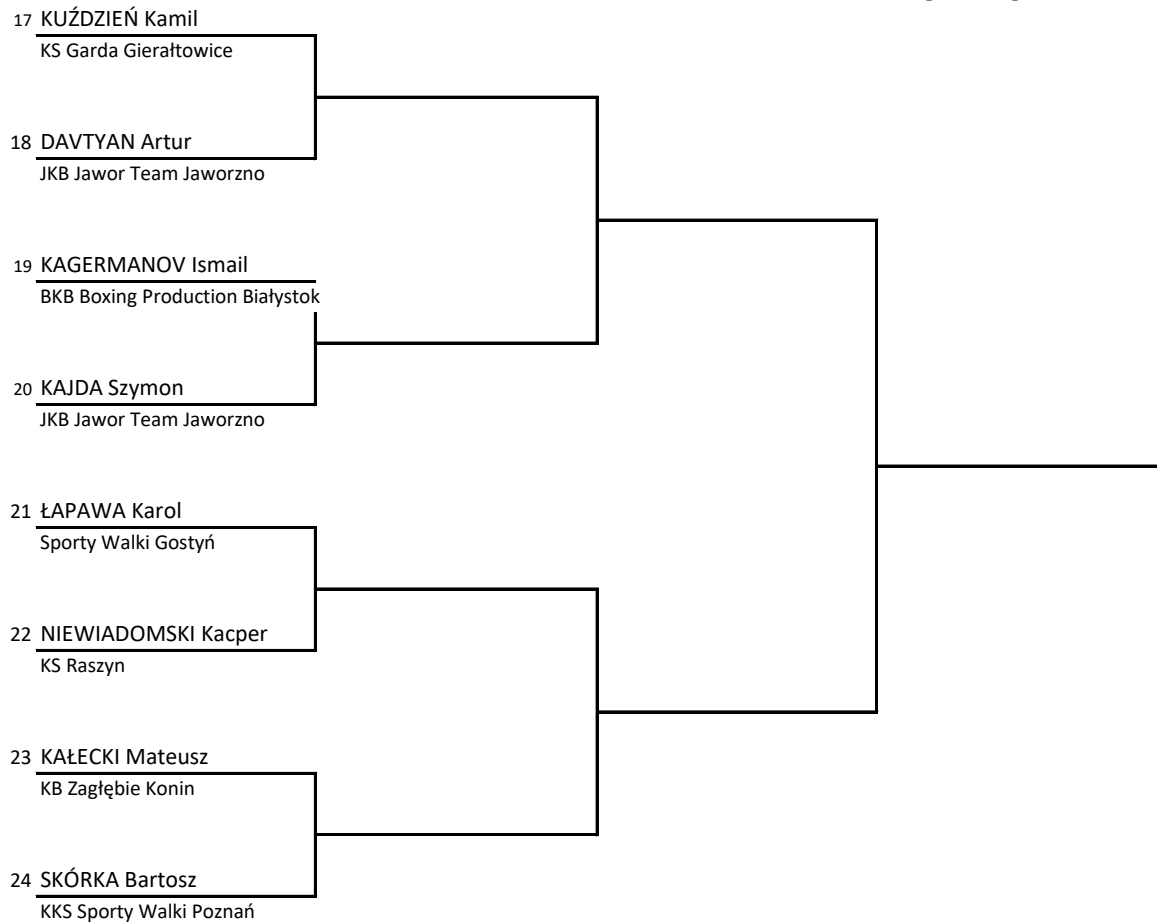 17 KUŹDZIEŃ Kamil
KS Garda Gierałtowice
18 DAVTYAN Artur
JKB Jawor Team Jaworzno
19 KAGERMANOV Ismail
BKB Boxing Production Białystok
20 KAJDA Szymon
JKB Jawor Team Jaworzno
21 ŁAPAWA Karol
Sporty Walki Gostyń
22 NIEWIADOMSKI Kacper
KS Raszyn
23 KAŁECKI Mateusz
KB Zagłębie Konin
24 SKÓRKA Bartosz
KKS Sporty Walki Poznań